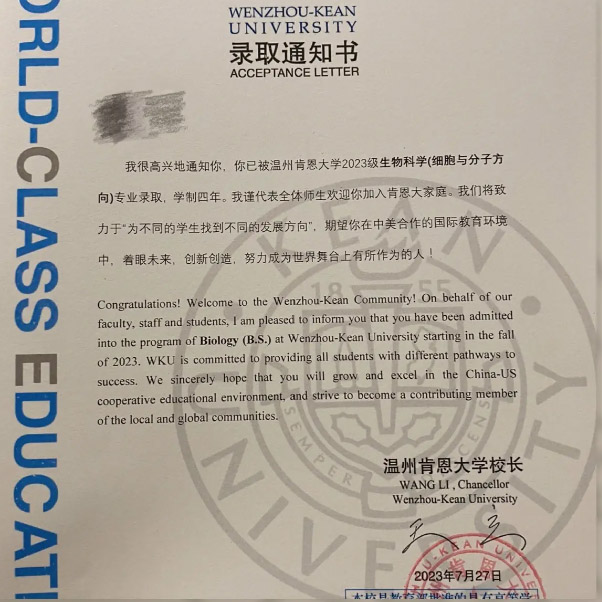 ORLD-CLASS EDUCATI
WENZHOU-KEAN
UNIVERSITY
录取通知书
ACCEPTANCE LETTER
我很高兴地通知你，你已被温州肯恩大学2023级生物科学(细胞与分子方
向)专业录取，学制四年。我谨代表全体师生欢迎你加入肯恩大家庭。我们将致
力于“为不同的学生找到不同的发展方向”，期望你在中美合作的国际教育环境
中，着眼未来，创新创造，努力成为世界舞台上有所作为的人！
Congratulations! Welcome to the Wenzhou-Kean Community! On behalf of our
faculty, staff and students, I am pleased to inform you that you have been admitted
into the program of Biology (B.S.) at Wenzhou-Kean University starting in the fall
of 2023. WKU is committed to providing all students with different pathways to
success. We sincerely hope that you will grow and excel in the China-US
cooperative educational environment, and strive to become a contributing member
of the local and global communities.
KEAN
UNIVERSITY
1855
SEMPER
温州肯恩大学校长
WANG LI , Chancellor
Wenzhou-Kean University
王立
2023年7月27日